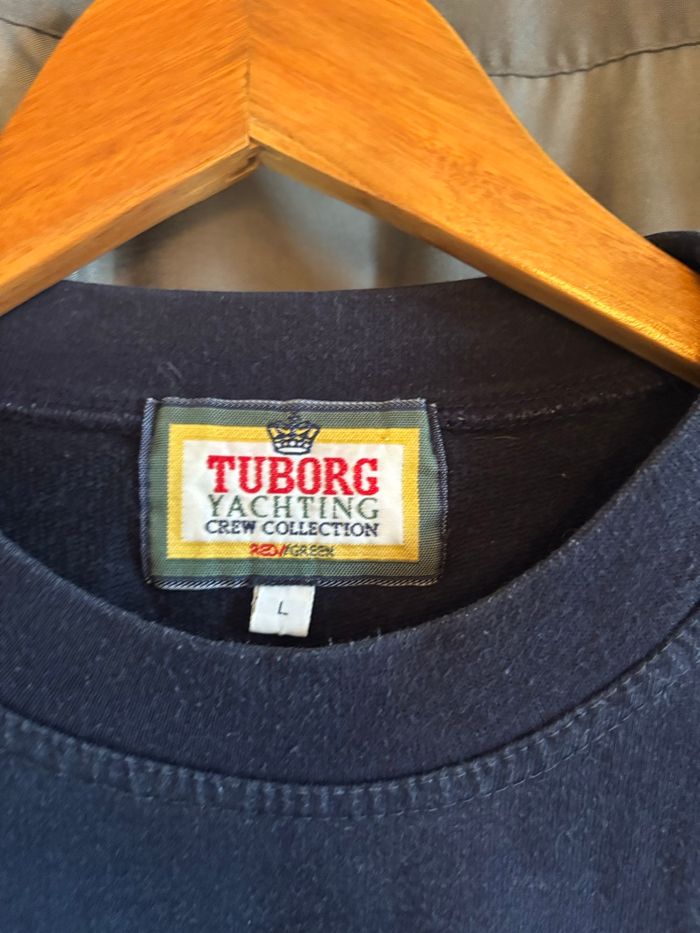 TUBORG
YACHTING
CREW COLLECTION
RED//GREEN
L